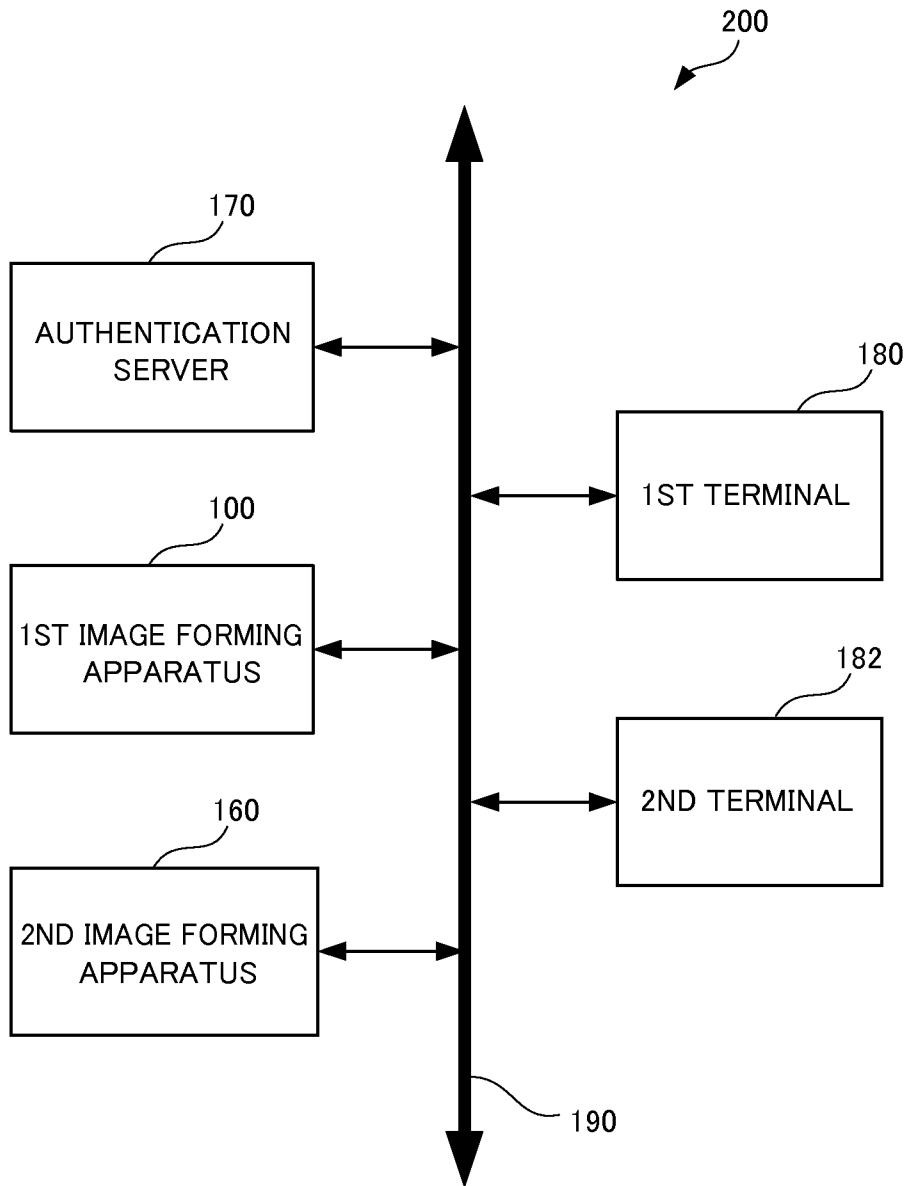 200
170
AUTHENTICATION
SERVER
180
1ST TERMINAL
100
1ST IMAGE FORMING
APPARATUS
182
2ND TERMINAL
160
2ND IMAGE FORMING
APPARATUS
190